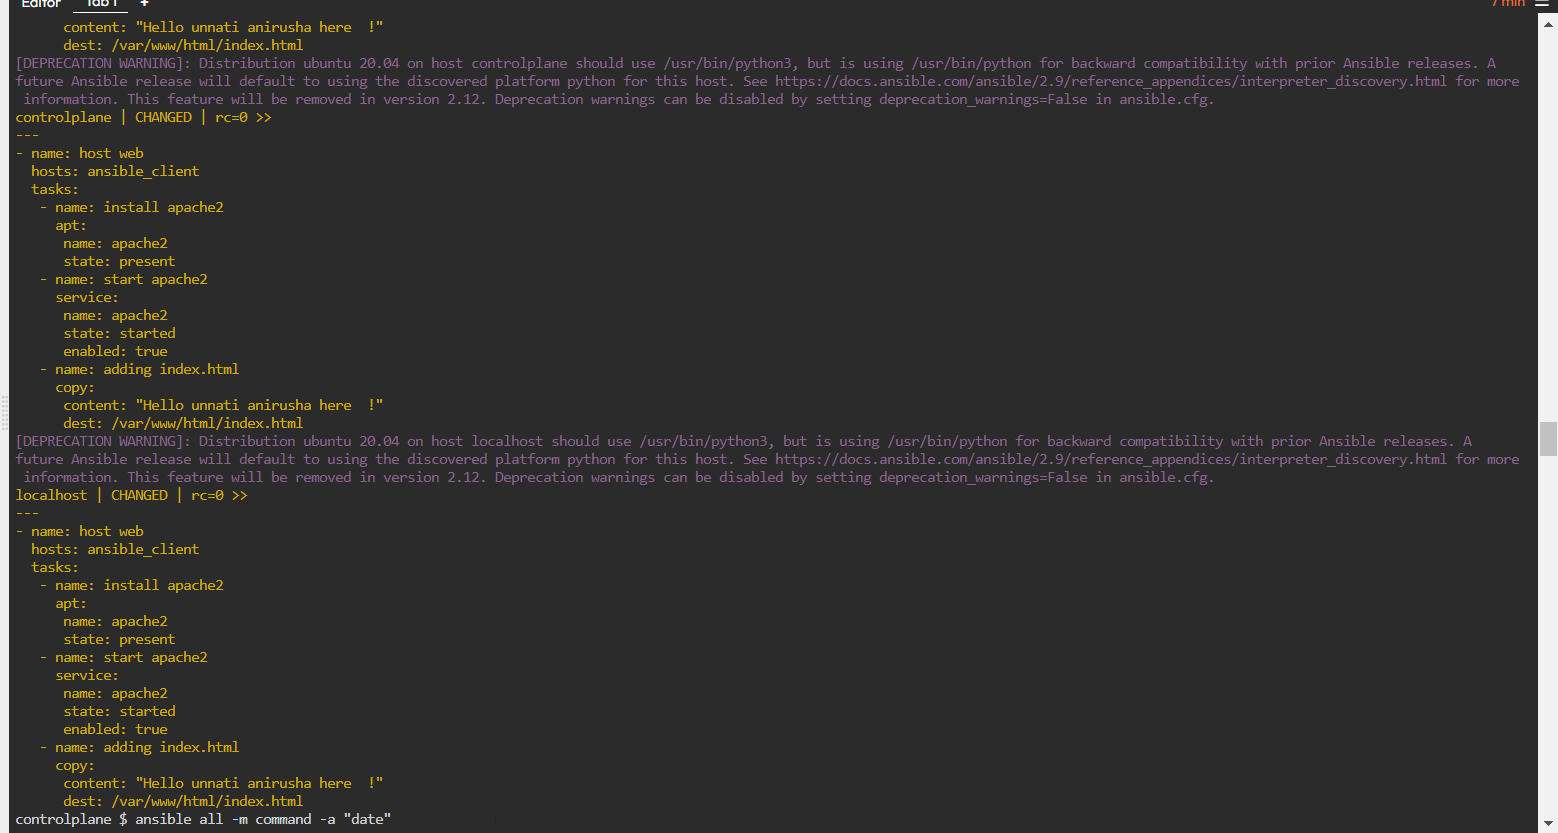 Editor Tab 1 + 7 min
      content: "Hello unnati anirusha here  !"
      dest: /var/www/html/index.html
[DEPRECATION WARNING]: Distribution ubuntu 20.04 on host controlplane should use /usr/bin/python3, but is using /usr/bin/python for backward compatibility with prior Ansible releases. A
future Ansible release will default to using the discovered platform python for this host. See https://docs.ansible.com/ansible/2.9/reference_appendices/interpreter_discovery.html for more
 information. This feature will be removed in version 2.12. Deprecation warnings can be disabled by setting deprecation_warnings=False in ansible.cfg.
controlplane | CHANGED | rc=0 >>
---
- name: host web
  hosts: ansible_client
  tasks:
   - name: install apache2
     apt:
      name: apache2
      state: present
   - name: start apache2
     service:
      name: apache2
      state: started
      enabled: true
   - name: adding index.html
     copy:
      content: "Hello unnati anirusha here  !"
      dest: /var/www/html/index.html
[DEPRECATION WARNING]: Distribution ubuntu 20.04 on host localhost should use /usr/bin/python3, but is using /usr/bin/python for backward compatibility with prior Ansible releases. A
future Ansible release will default to using the discovered platform python for this host. See https://docs.ansible.com/ansible/2.9/reference_appendices/interpreter_discovery.html for more
 information. This feature will be removed in version 2.12. Deprecation warnings can be disabled by setting deprecation_warnings=False in ansible.cfg.
localhost | CHANGED | rc=0 >>
---
- name: host web
  hosts: ansible_client
  tasks:
   - name: install apache2
     apt:
      name: apache2
      state: present
   - name: start apache2
     service:
      name: apache2
      state: started
      enabled: true
   - name: adding index.html
     copy:
      content: "Hello unnati anirusha here  !"
      dest: /var/www/html/index.html
controlplane $ ansible all -m command -a "date"